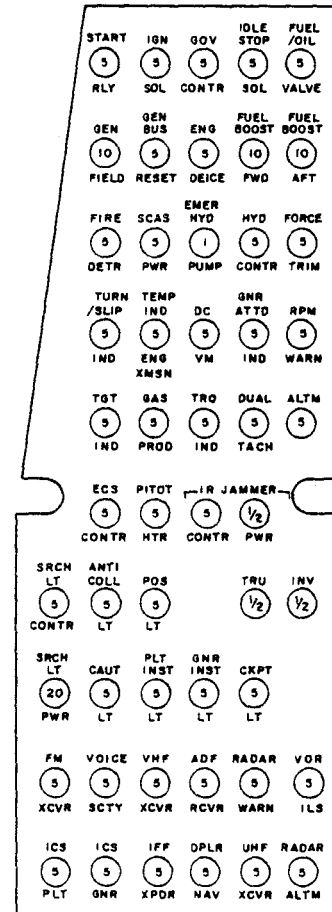 IDLE FUEL
START IGN GOV STOP /OIL
5 5 5 5 5
RLY SOL CONTR SOL VALVE
GEN FUEL FUEL
GEN BUS ENG BOOST BOOST
10 5 5 10 10
FIELD RESET DEICE FWD AFT
EMER
FIRE SCAS HYD HYD FORCE
5 5 1 5 5
DETR PWR PUMP CONTR TRIM
TURN TEMP GNR
/SLIP IND DC ATTD RPM
5 5 5 5 5
IND ENG VM IND WARN
XMSN
TGT GAS TRQ DUAL ALTM
5 5 5 5 5
IND PROD IND TACH
ECS PITOT IR JAMMER
5 5 5 1/2
CONTR HTR CONTR PWR
SRCH ANTI
LT COLL POS TRU INV
5 5 5 1/2 1/2
CONTR LT LT
SRCH PLT GNR
LT CAUT INST INST CKPT
20 5 5 5 5
PWR LT LT LT LT
FM VOICE VHF ADF RADAR VOR
5 5 5 5 5 5
XCVR SCTY XCVR RCVR WARN ILS
ICS ICS IFF DPLR UHF RADAR
5 5 5 5 5 5
PLT GNR XPDR NAV XCVR ALTM